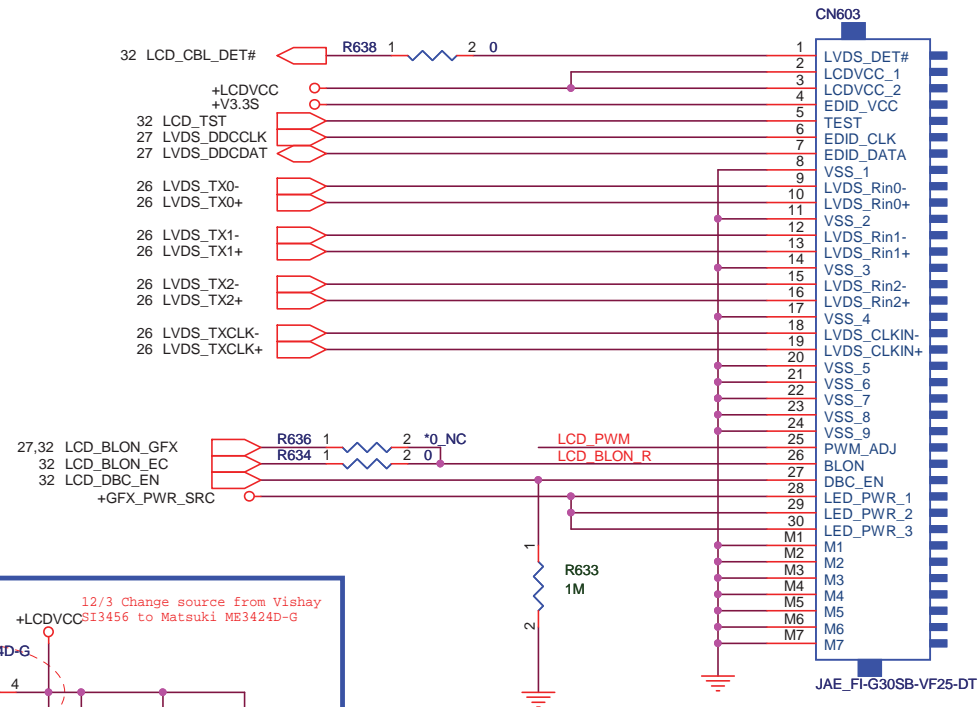 CN603
32 LCD_CBL_DET# R638 1 2 0 1 LVDS_DET#
2 LCDVCC_1
+LCDVCC 3 LCDVCC_2
+V3.3S 4 EDID_VCC
32 LCD_TST 5 TEST
27 LVDS_DDCCLK 6 EDID_CLK
27 LVDS_DDCDAT 7 EDID_DATA
8 VSS_1
26 LVDS_TX0- 9 LVDS_Rin0-
26 LVDS_TX0+ 10 LVDS_Rin0+
11 VSS_2
26 LVDS_TX1- 12 LVDS_Rin1-
26 LVDS_TX1+ 13 LVDS_Rin1+
14 VSS_3
26 LVDS_TX2- 15 LVDS_Rin2-
26 LVDS_TX2+ 16 LVDS_Rin2+
17 VSS_4
26 LVDS_TXCLK- 18 LVDS_CLKIN-
26 LVDS_TXCLK+ 19 LVDS_CLKIN+
20 VSS_5
21 VSS_6
22 VSS_7
23 VSS_8
24 VSS_9
27,32 LCD_BLON_GFX R636 1 2 *0_NC LCD_PWM 25 PWM_ADJ
32 LCD_BLON_EC R634 1 2 0 LCD_BLON_R 26 BLON
32 LCD_DBC_EN 27 DBC_EN
+GFX_PWR_SRC 28 LED_PWR_1
29 LED_PWR_2
30 LED_PWR_3
M1 M1
M2 M2
M3 M3
M4 M4
M5 M5
M6 M6
M7 M7
1
R633
1M
2
JAE_FI-G30SB-VF25-DT
12/3 Change source from Vishay
SI3456 to Matsuki ME3424D-G
+LCDVCC
4D-G
4